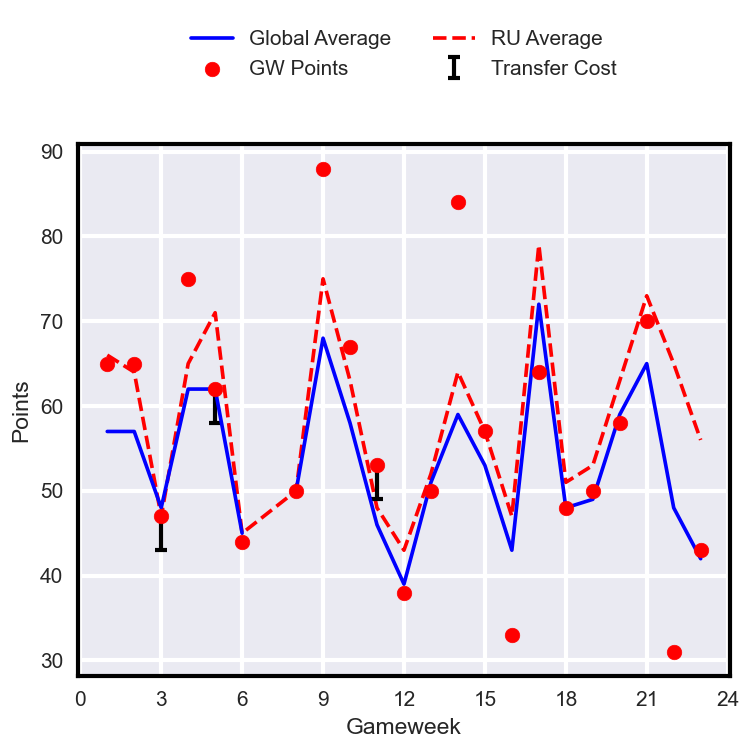 Global Average
RU Average
GW Points
Transfer Cost
90
80
70
60
50
40
30
Points
0 3 6 9 12 15 18 21 24
Gameweek